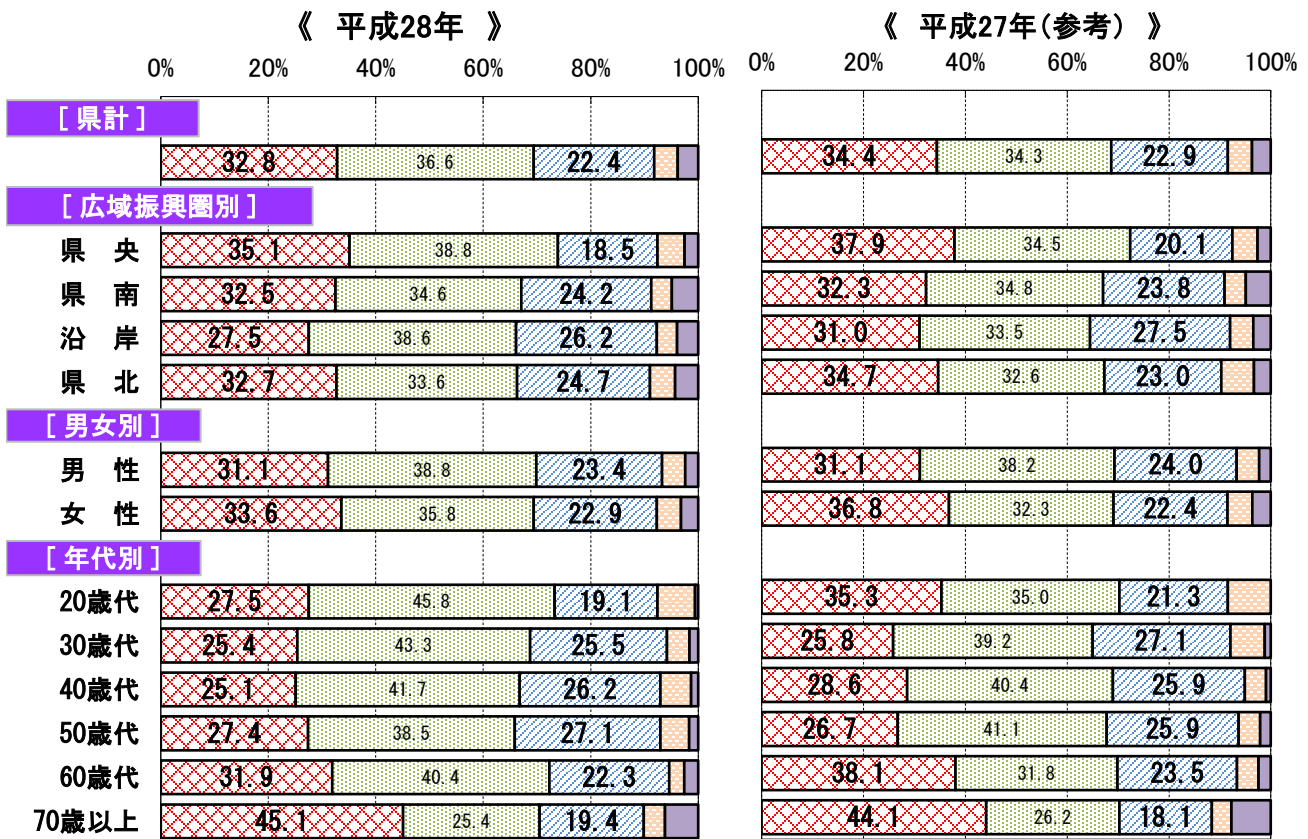 《 平成28年 》 《 平成27年(参考) 》
0% 20% 40% 60% 80% 100% 0% 20% 40% 60% 80% 100%
[ 県計 ]
32.8 36.6 22.4 34.4 34.3 22.9
[ 広域振興圏別 ]
県 央 35.1 38.8 18.5 37.9 34.5 20.1
県 南 32.5 34.6 24.2 32.3 34.8 23.8
沿 岸 27.5 38.6 26.2 31.0 33.5 27.5
県 北 32.7 33.6 24.7 34.7 32.6 23.0
[ 男女別 ]
男 性 31.1 38.8 23.4 31.1 38.2 24.0
女 性 33.6 35.8 22.9 36.8 32.3 22.4
[ 年代別 ]
20歳代 27.5 45.8 19.1 35.3 35.0 21.3
30歳代 25.4 43.3 25.5 25.8 39.2 27.1
40歳代 25.1 41.7 26.2 28.6 40.4 25.9
50歳代 27.4 38.5 27.1 26.7 41.1 25.9
60歳代 31.9 40.4 22.3 38.1 31.8 23.5
70歳以上 45.1 25.4 19.4 44.1 26.2 18.1